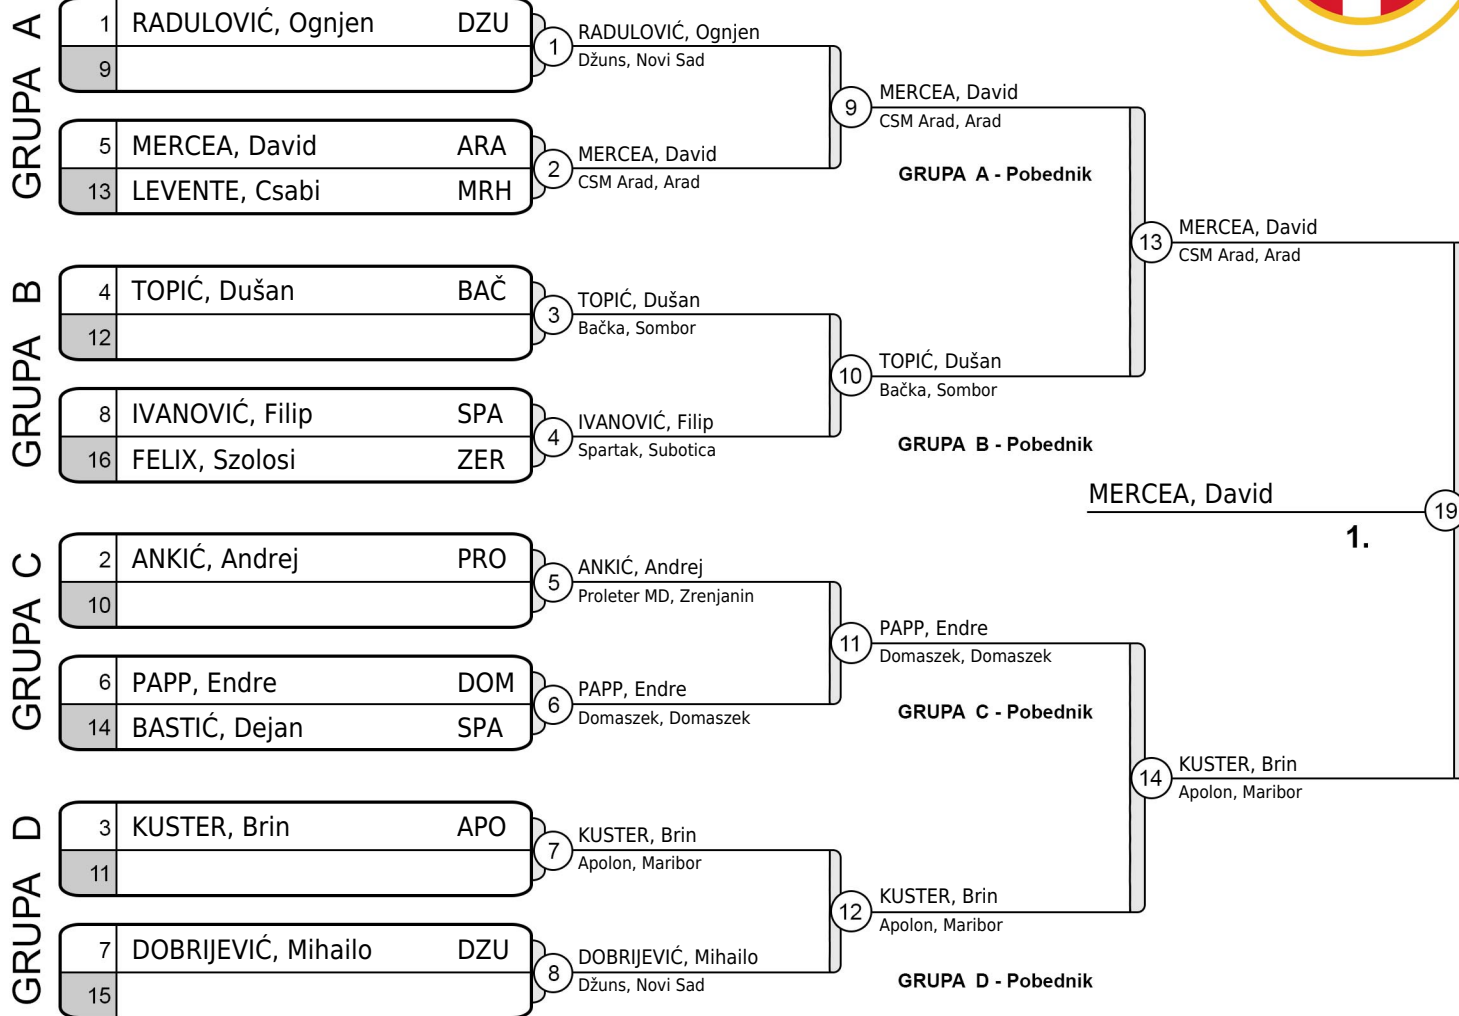 GRUPA A
1 RADULOVIĆ, Ognjen DZU
9
5 MERCEA, David ARA
13 LEVENTE, Csabi MRH
GRUPA B
4 TOPIĆ, Dušan BAČ
12
8 IVANOVIĆ, Filip SPA
16 FELIX, Szolosi ZER
GRUPA C
2 ANKIĆ, Andrej PRO
10
6 PAPP, Endre DOM
14 BASTIĆ, Dejan SPA
GRUPA D
3 KUSTER, Brin APO
11
7 DOBRIJEVIĆ, Mihailo DZU
15
1 RADULOVIĆ, Ognjen
Džuns, Novi Sad
2 MERCEA, David
CSM Arad, Arad
3 TOPIĆ, Dušan
Bačka, Sombor
4 IVANOVIĆ, Filip
Spartak, Subotica
5 ANKIĆ, Andrej
Proleter MD, Zrenjanin
6 PAPP, Endre
Domaszek, Domaszek
7 KUSTER, Brin
Apolon, Maribor
8 DOBRIJEVIĆ, Mihailo
Džuns, Novi Sad
9 MERCEA, David
CSM Arad, Arad
GRUPA A - Pobednik
10 TOPIĆ, Dušan
Bačka, Sombor
GRUPA B - Pobednik
11 PAPP, Endre
Domaszek, Domaszek
GRUPA C - Pobednik
12 KUSTER, Brin
Apolon, Maribor
GRUPA D - Pobednik
13 MERCEA, David
CSM Arad, Arad
14 KUSTER, Brin
Apolon, Maribor
MERCEA, David 19
1.